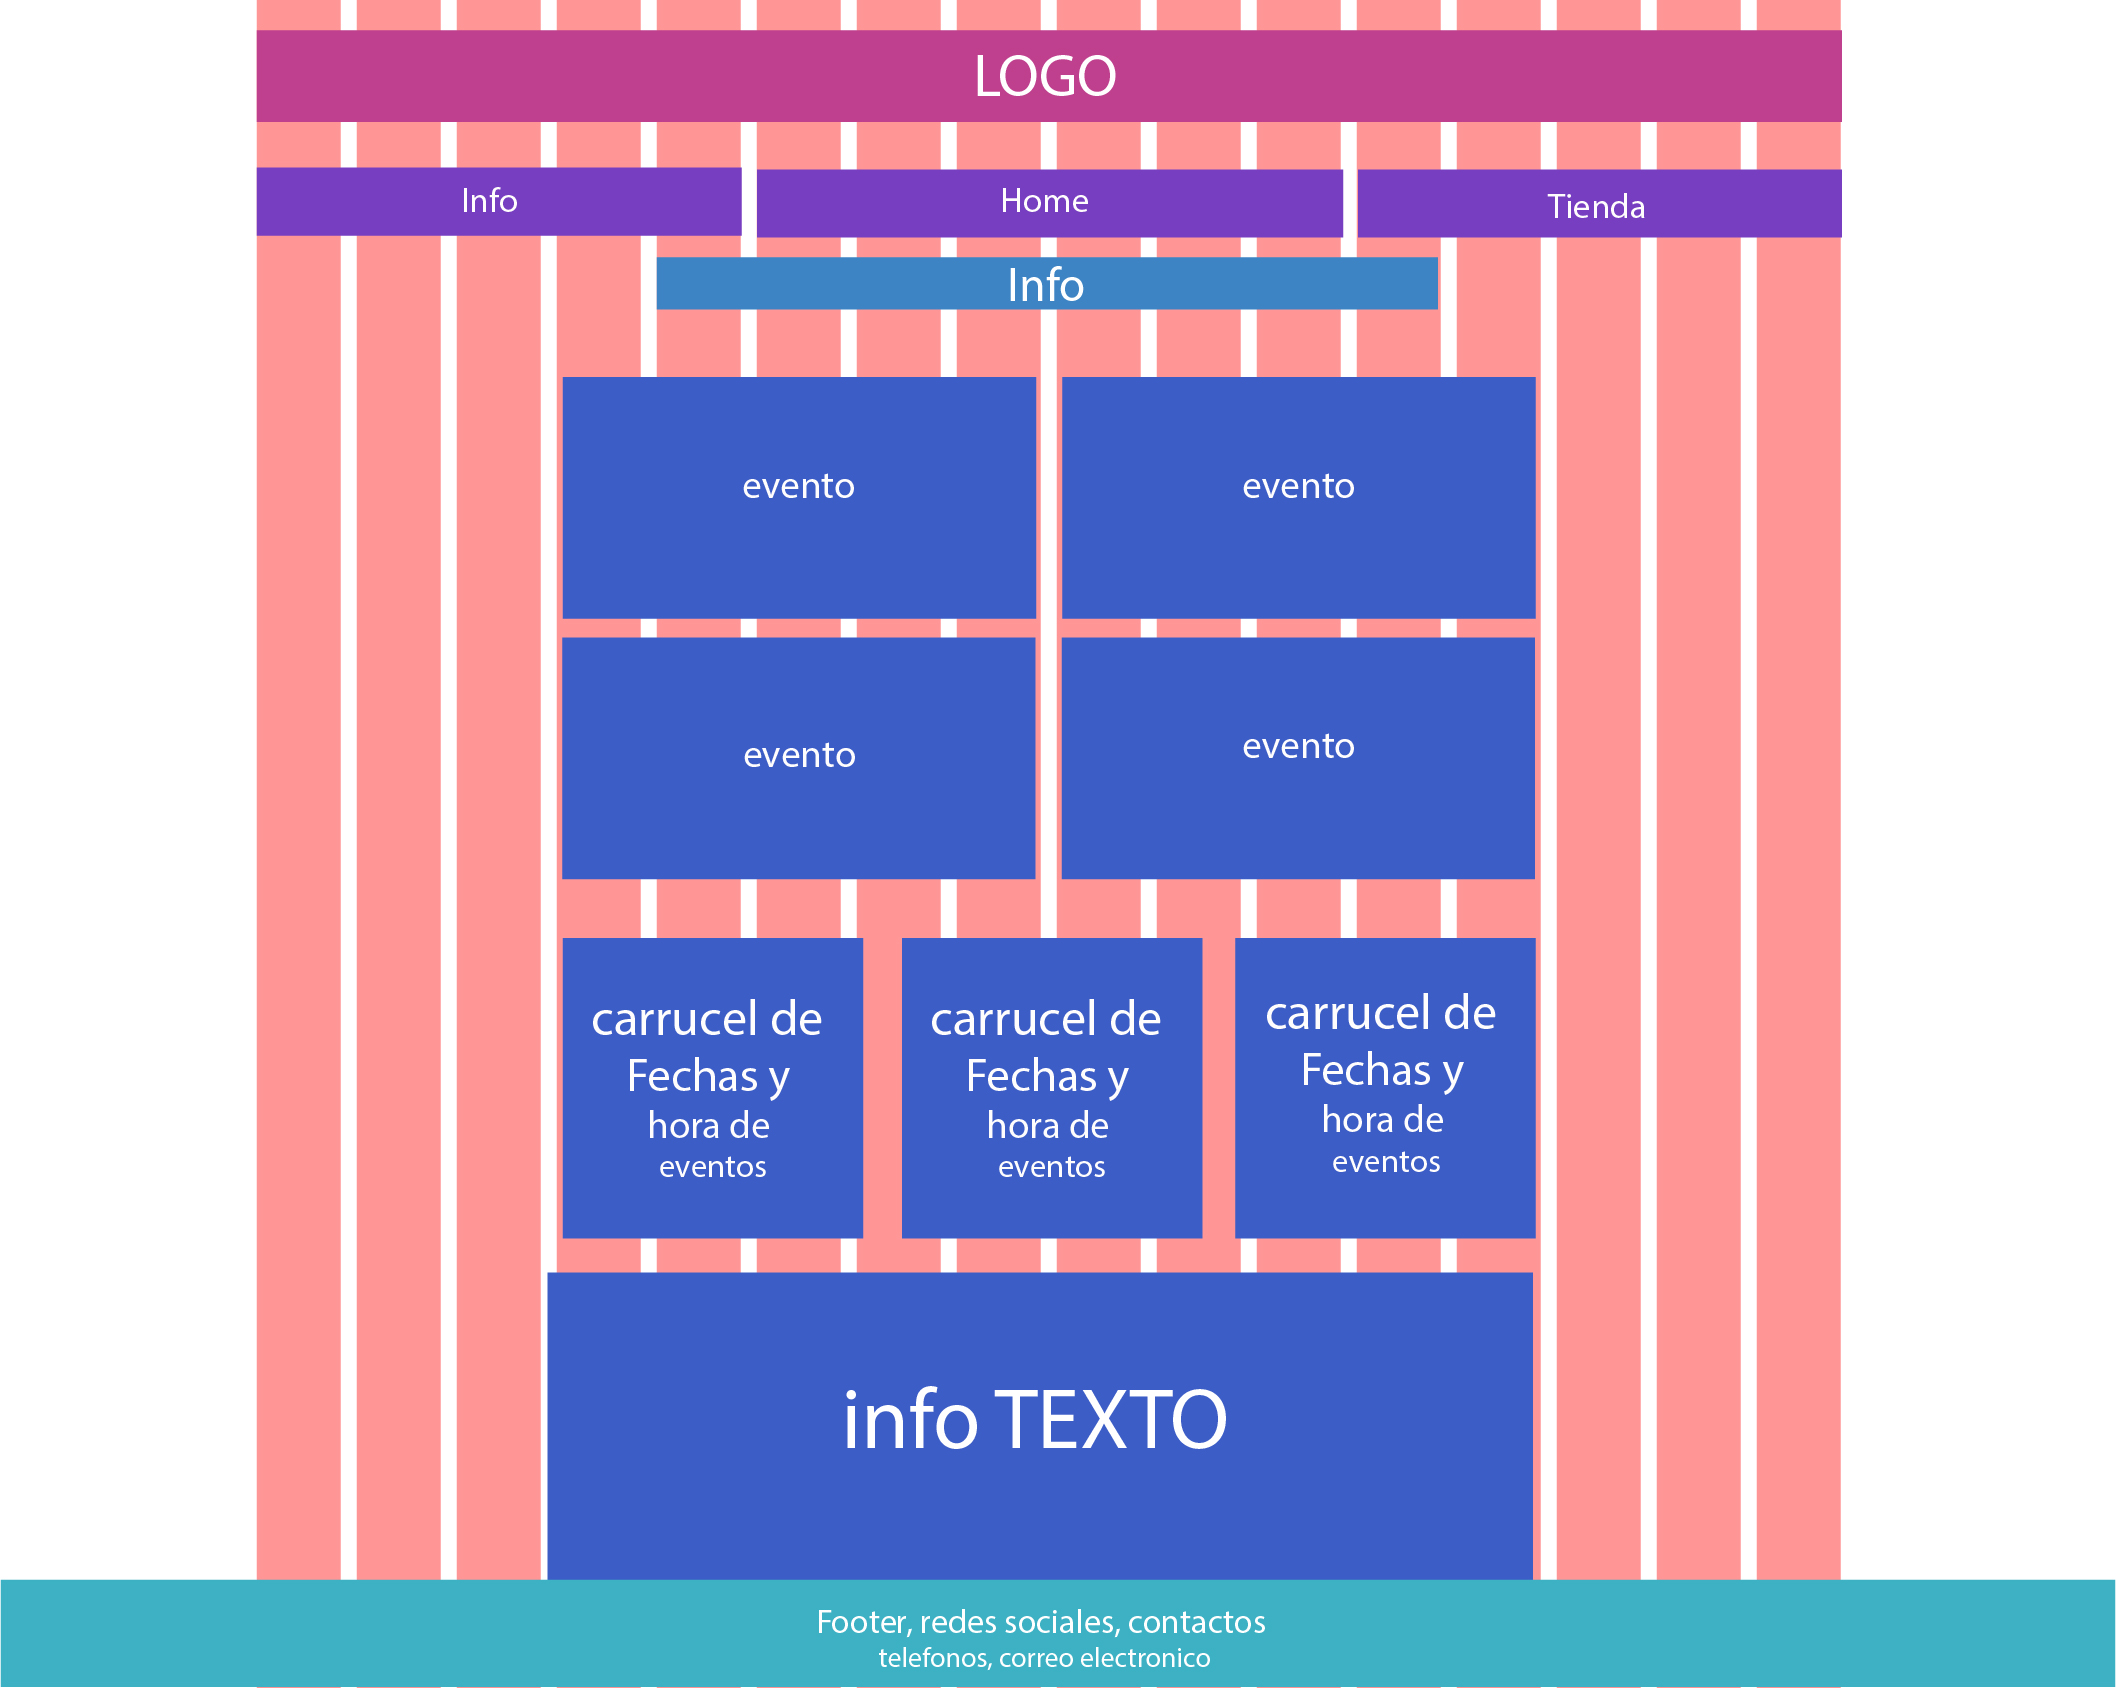 LOGO
Info
Home
Tienda
Info
evento
evento
evento
evento
carrucel de
Fechas y
hora de
eventos
carrucel de
Fechas y
hora de
eventos
carrucel de
Fechas y
hora de
eventos
info TEXTO
Footer, redes sociales, contactos
telefonos, correo electronico